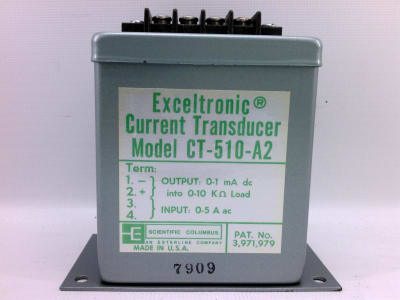 Exceltronic®
Current Transducer
Model CT-510-A2
Term:
1. –
2. + OUTPUT: 0-1 mA dc
into 0-10 KΩ Load
3.
4. INPUT: 0-5 A ac
E SCIENTIFIC COLUMBUS
AN ESTERLINE COMPANY
MADE IN U.S.A.
PAT. No.
3,971,979
7909